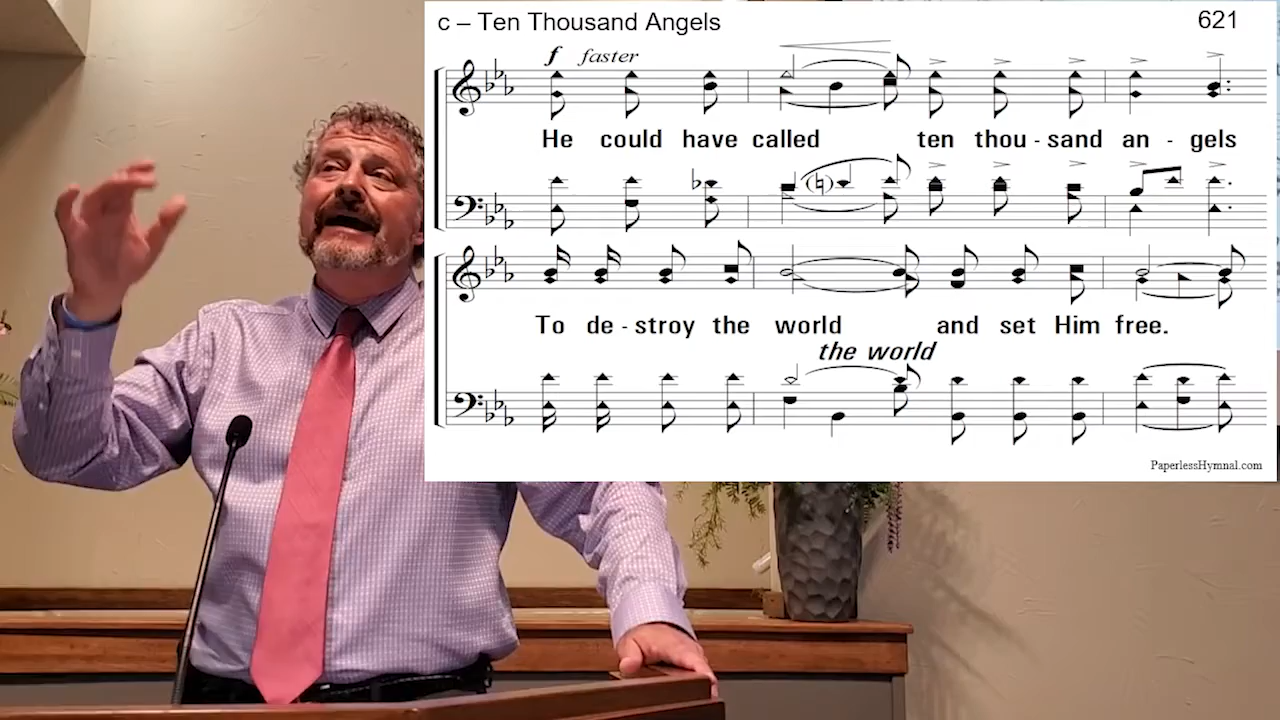 c – Ten Thousand Angels 621
f faster
He could have called ten thou - sand an - gels
To de - stroy the world and set Him free.
the world
PaperlessHymnal.com